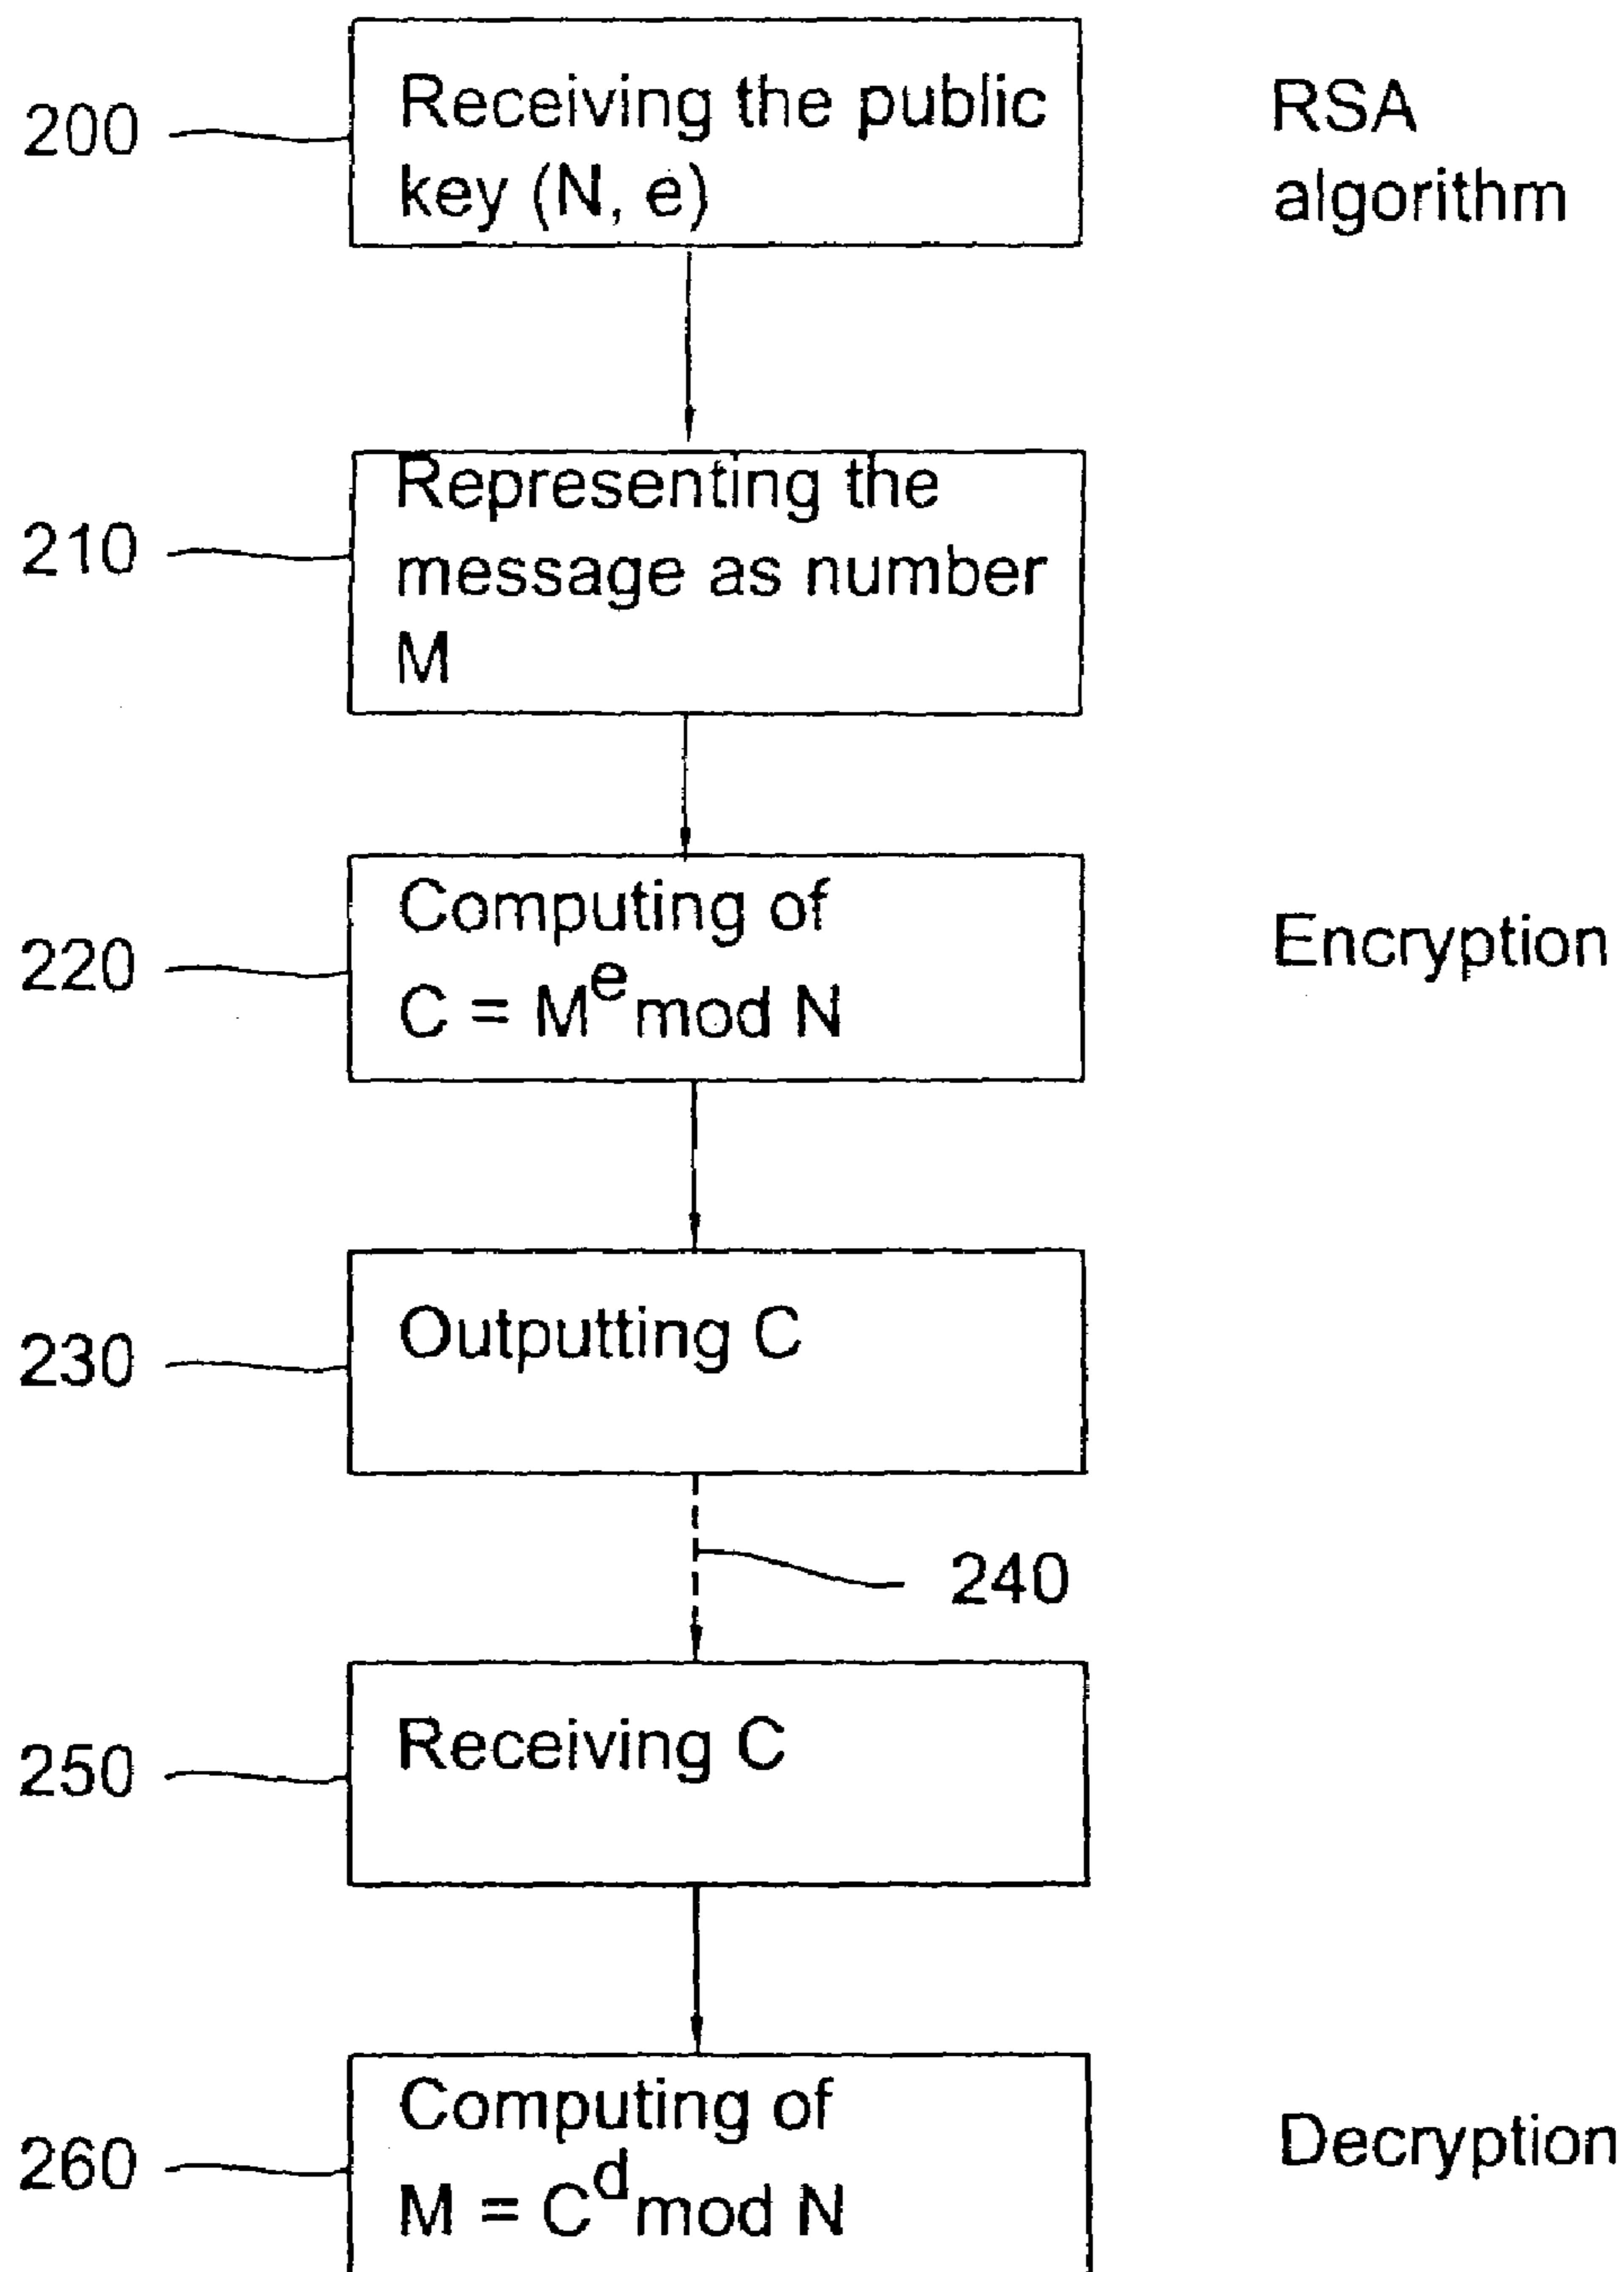 200
Receiving the public
key (N, e)
RSA
algorithm
210
Representing the
message as number
M
220
Computing of
C = M^e mod N
Encryption
230
Outputting C
240
250
Receiving C
260
Computing of
M = C^d mod N
Decryption